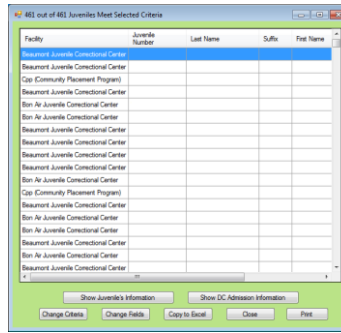 461 out of 461 Juveniles Meet Selected Criteria
Facility Juvenile Number Last Name Suffix First Name
Beaumont Juvenile Correctional Center
Beaumont Juvenile Correctional Center
Cpp (Community Placement Program)
Beaumont Juvenile Correctional Center
Bon Air Juvenile Correctional Center
Bon Air Juvenile Correctional Center
Beaumont Juvenile Correctional Center
Beaumont Juvenile Correctional Center
Beaumont Juvenile Correctional Center
Beaumont Juvenile Correctional Center
Bon Air Juvenile Correctional Center
Cpp (Community Placement Program)
Beaumont Juvenile Correctional Center
Bon Air Juvenile Correctional Center
Bon Air Juvenile Correctional Center
Beaumont Juvenile Correctional Center
Bon Air Juvenile Correctional Center
Beaumont Juvenile Correctional Center
Show Juvenile's Information Show DC Admission Information
Change Criteria Change Fields Copy to Excel Close Print